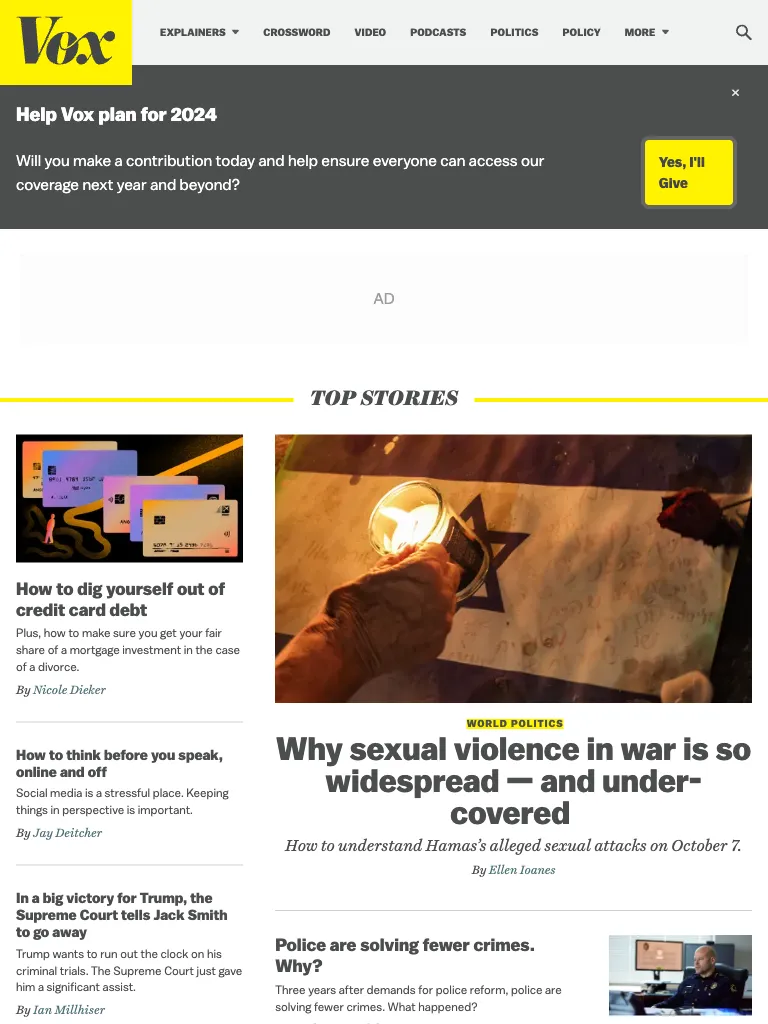 Vox
EXPLAINERS
CROSSWORD
VIDEO
PODCASTS
POLITICS
POLICY
MORE
×
Help Vox plan for 2024
Will you make a contribution today and help ensure everyone can access our
coverage next year and beyond?
Yes, I'll
Give
AD
TOP STORIES
How to dig yourself out of
credit card debt
Plus, how to make sure you get your fair
share of a mortgage investment in the case
of a divorce.
By Nicole Dieker
How to think before you speak,
online and off
Social media is a stressful place. Keeping
things in perspective is important.
By Jay Deitcher
In a big victory for Trump, the
Supreme Court tells Jack Smith
to go away
Trump wants to run out the clock on his
criminal trials. The Supreme Court just gave
him a significant assist.
By Ian Millhiser
WORLD POLITICS
Why sexual violence in war is so
widespread — and under-
covered
How to understand Hamas’s alleged sexual attacks on October 7.
By Ellen Ioanes
Police are solving fewer crimes.
Why?
Three years after demands for police reform, police are
solving fewer crimes. What happened?